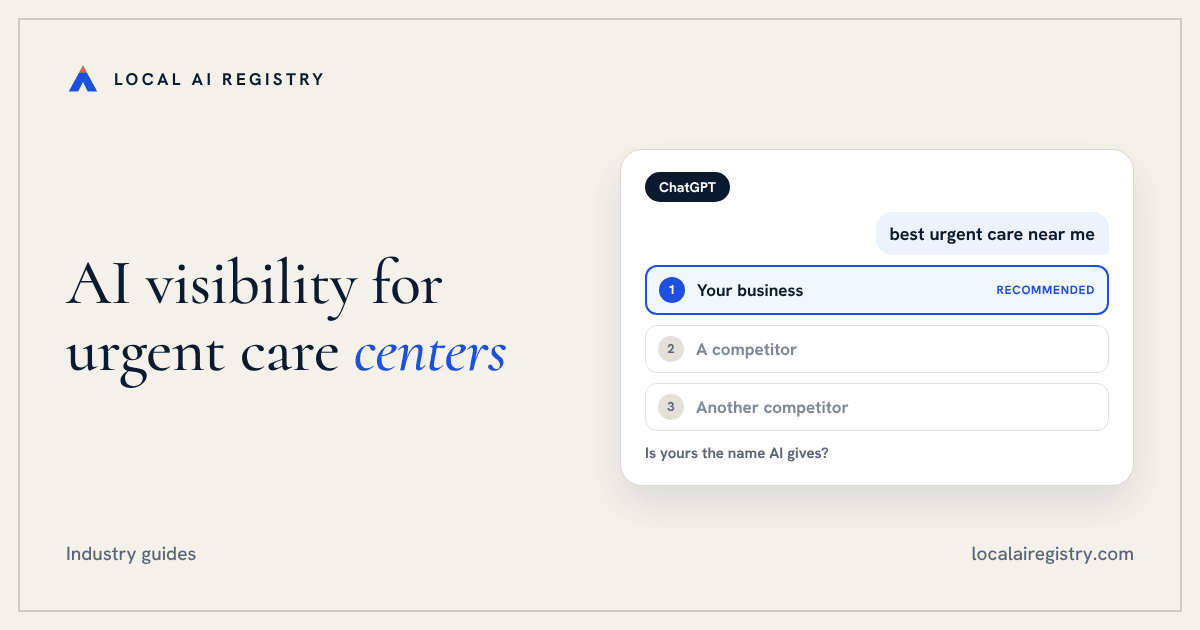 LOCAL AI REGISTRY
AI visibility for
urgent care centers
ChatGPT
best urgent care near me
1 Your business RECOMMENDED
2 A competitor
3 Another competitor
Is yours the name AI gives?
Industry guides
localairegistry.com